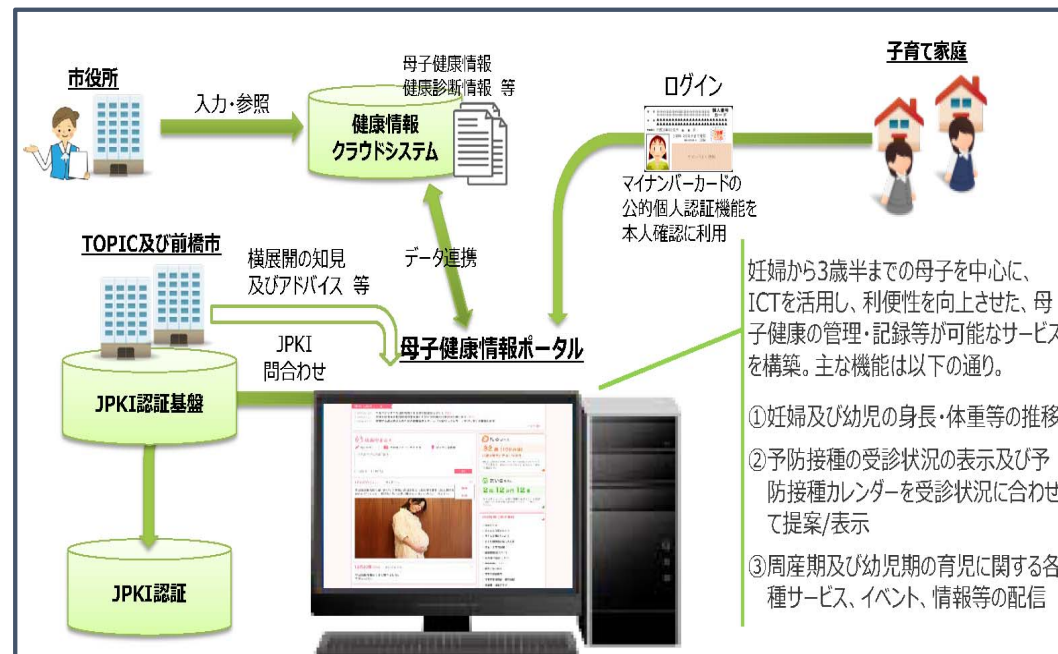 市役所
入力・参照
母子健康情報
健康診断情報 等
健康情報
クラウドシステム
ログイン
個人番号
カード
マイナンバーカードの
公的個人認証機能を
本人確認に利用
子育て家庭
TOPIC及び前橋市
横展開の知見
及びアドバイス 等
データ連携
JPKI
問合わせ
母子健康情報ポータル
JPKI認証基盤
JPKI認証
妊婦から3歳半までの母子を中心に、
ICTを活用し、利便性を向上させた、母
子健康の管理・記録等が可能なサービス
を構築。主な機能は以下の通り。
①妊婦及び幼児の身長・体重等の推移
②予防接種の受診状況の表示及び予
防接種カレンダーを受診状況に合わせ
て提案/表示
③周産期及び幼児期の育児に関する各
種サービス、イベント、情報等の配信